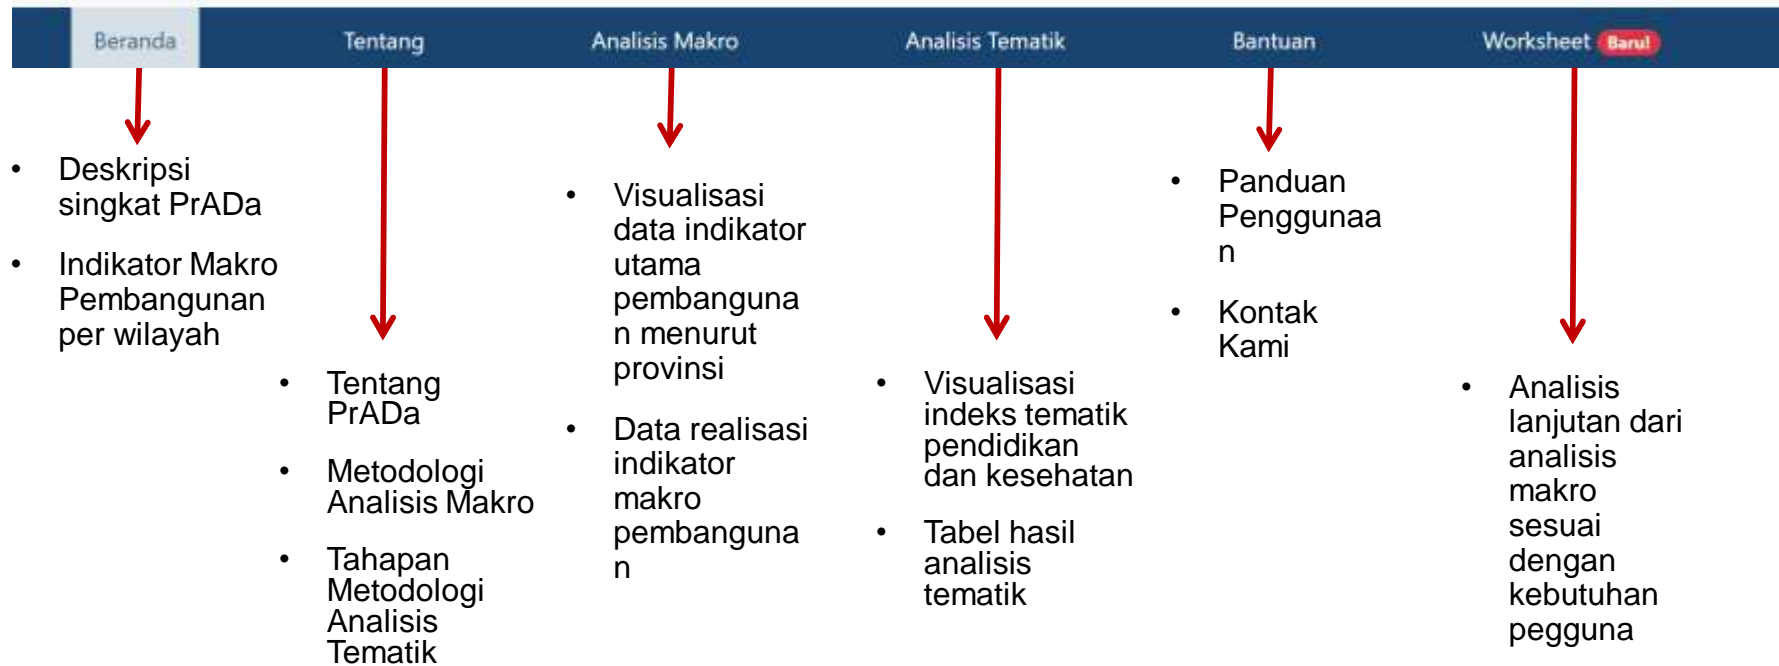 Beranda
Tentang
Analisis Makro
Analisis Tematik
Bantuan
Worksheet Baru!
• Deskripsi
singkat PrADa
• Indikator Makro
Pembangunan
per wilayah
• Tentang
PrADa
• Metodologi
Analisis Makro
• Tahapan
Metodologi
Analisis
Tematik
• Visualisasi
data indikator
utama
pembanguna
n menurut
provinsi
• Data realisasi
indikator
makro
pembanguna
n
• Visualisasi
indeks tematik
pendidikan
dan kesehatan
• Tabel hasil
analisis
tematik
• Panduan
Penggunaa
n
• Kontak
Kami
• Analisis
lanjutan dari
analisis
makro
sesuai
dengan
kebutuhan
pegguna